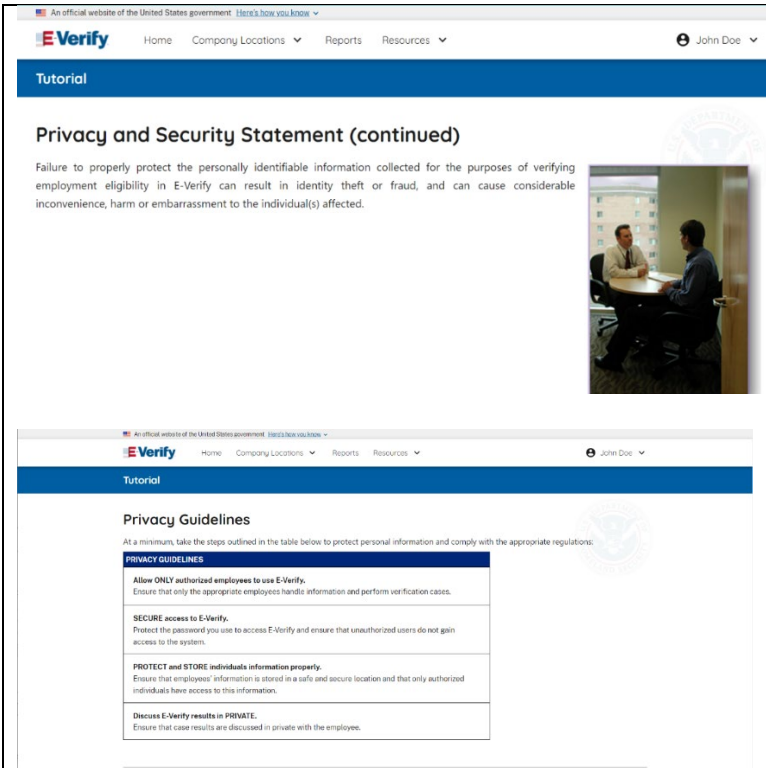 An official website of the United States government Here's how you know
E-Verify Home Company Locations Reports Resources John Doe
Tutorial
Privacy and Security Statement (continued)
Failure to properly protect the personally identifiable information collected for the purposes of verifying
employment eligibility in E-Verify can result in identity theft or fraud, and can cause considerable
inconvenience, harm or embarrassment to the individual(s) affected.
An official website of the United States government Here's how you know
E-Verify Home Company Locations Reports Resources John Doe
Tutorial
Privacy Guidelines
At a minimum, take the steps outlined in the table below to protect personal information and comply with the appropriate regulations:
PRIVACY GUIDELINES
Allow ONLY authorized employees to use E-Verify.
Ensure that only the appropriate employees handle information and perform verification cases.
SECURE access to E-Verify.
Protect the password you use to access E-Verify and ensure that unauthorized users do not gain
access to the system.
PROTECT and STORE individuals information properly.
Ensure that employees' information is stored in a safe and secure location and that only authorized
individuals have access to this information.
Discuss E-Verify results in PRIVATE.
Ensure that case results are discussed in private with the employee.